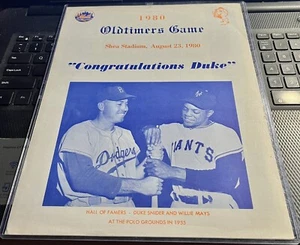 1980
Oldtimers Game
Shea Stadium, August 23, 1980
"Congratulations Duke"
Dodgers
GIANTS
HALL OF FAMERS - DUKE SNIDER AND WILLIE MAYS
AT THE POLO GROUNDS IN 1955